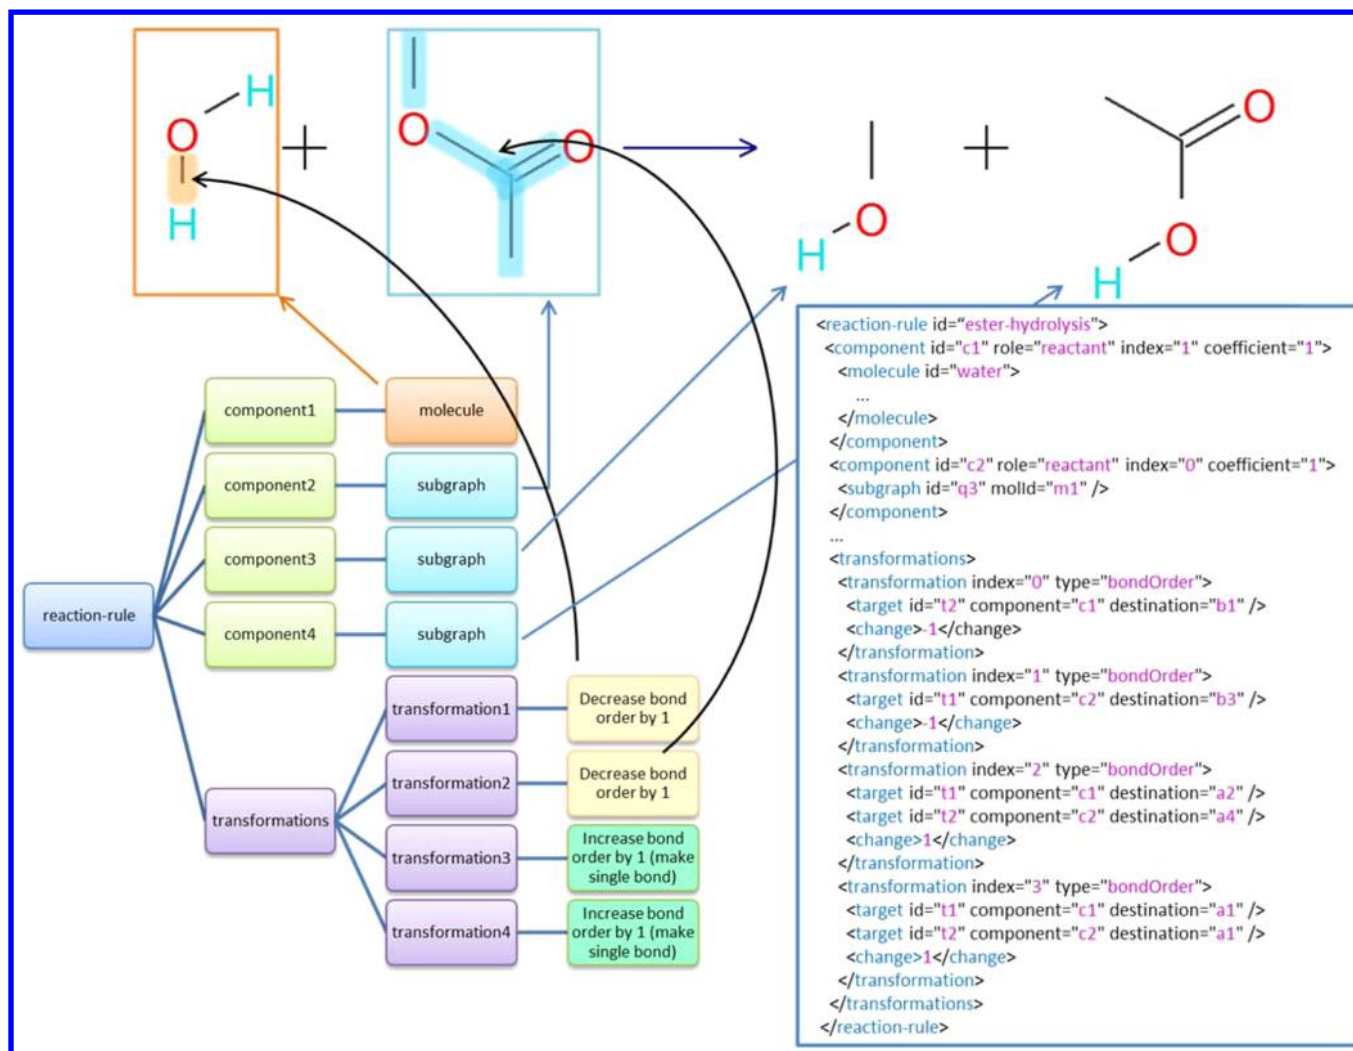 H
O
H
+
O
O
+
O
H
O
O
H
component1
molecule
component2
subgraph
component3
subgraph
reaction-rule
component4
subgraph
transformation1
Decrease bond
order by 1
transformation2
Decrease bond
order by 1
transformations
transformation3
Increase bond
order by 1 (make
single bond)
transformation4
Increase bond
order by 1 (make
single bond)
<reaction-rule id="ester-hydrolysis">
<component id="c1" role="reactant" index="1" coefficient="1">
<molecule id="water">
...
</molecule>
</component>
<component id="c2" role="reactant" index="0" coefficient="1">
<subgraph id="q3" molId="m1" />
</component>
...
<transformations>
<transformation index="0" type="bondOrder">
<target id="t2" component="c1" destination="b1" />
<change>-1</change>
</transformation>
<transformation index="1" type="bondOrder">
<target id="t1" component="c2" destination="b3" />
<change>-1</change>
</transformation>
<transformation index="2" type="bondOrder">
<target id="t1" component="c1" destination="a2" />
<target id="t2" component="c2" destination="a4" />
<change>1</change>
</transformation>
<transformation index="3" type="bondOrder">
<target id="t1" component="c1" destination="a1" />
<target id="t2" component="c2" destination="a1" />
<change>1</change>
</transformation>
</transformations>
</reaction-rule>